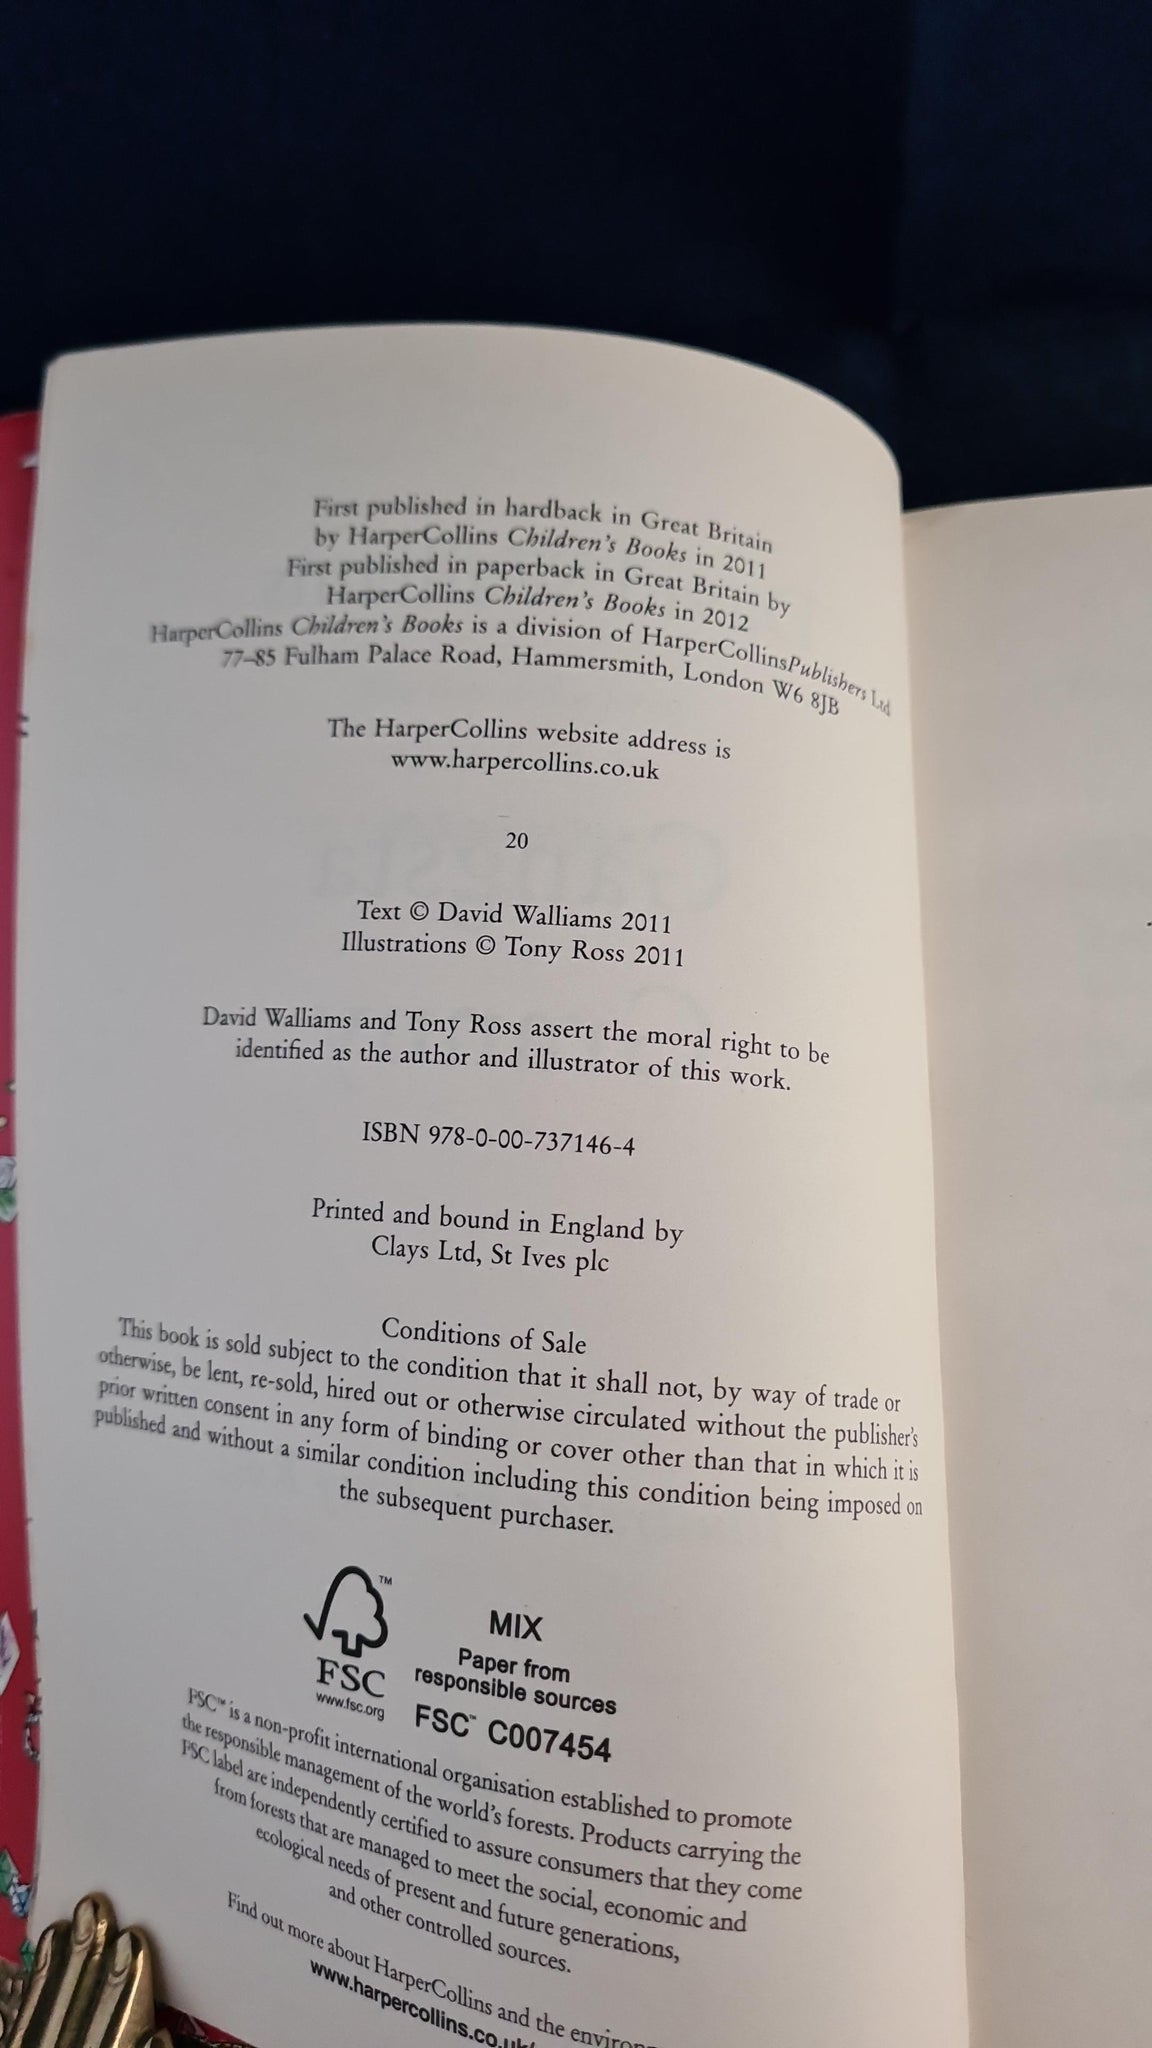 First published in hardback in Great Britain
by HarperCollins Children's Books in 2011
First published in paperback in Great Britain by
HarperCollins Children's Books in 2012
HarperCollins Children's Books is a division of HarperCollinsPublishers Ltd
77–85 Fulham Palace Road, Hammersmith, London W6 8JB
The HarperCollins website address is
www.harpercollins.co.uk
20
Text © David Walliams 2011
Illustrations © Tony Ross 2011
David Walliams and Tony Ross assert the moral right to be
identified as the author and illustrator of this work.
ISBN 978-0-00-737146-4
Printed and bound in England by
Clays Ltd, St Ives plc
Conditions of Sale
This book is sold subject to the condition that it shall not, by way of trade or
otherwise, be lent, re-sold, hired out or otherwise circulated without the publisher's
prior written consent in any form of binding or cover other than that in which it is
published and without a similar condition including this condition being imposed on
the subsequent purchaser.
TM
FSC
www.fsc.org
MIX
Paper from
responsible sources
FSC™ C007454
FSC™ is a non-profit international organisation established to promote
the responsible management of the world's forests. Products carrying the
FSC label are independently certified to assure consumers that they come
from forests that are managed to meet the social, economic and
ecological needs of present and future generations,
and other controlled sources.
Find out more about HarperCollins and the environ
www.harpercollins.co.uk